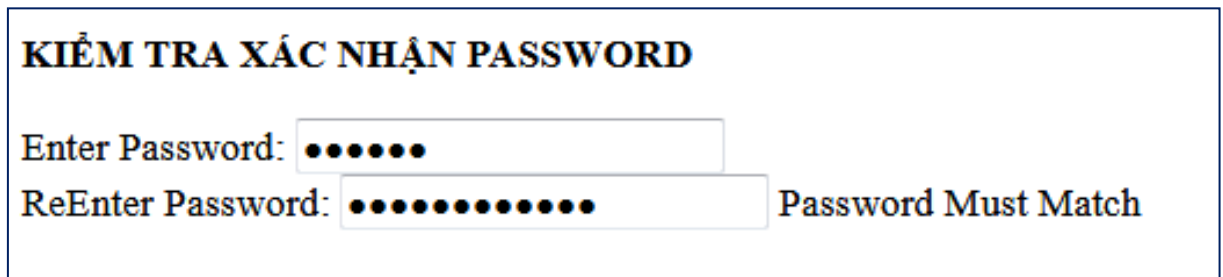 KIỂM TRA XÁC NHẬN PASSWORD
Enter Password: ••••••
ReEnter Password: •••••••••••• Password Must Match